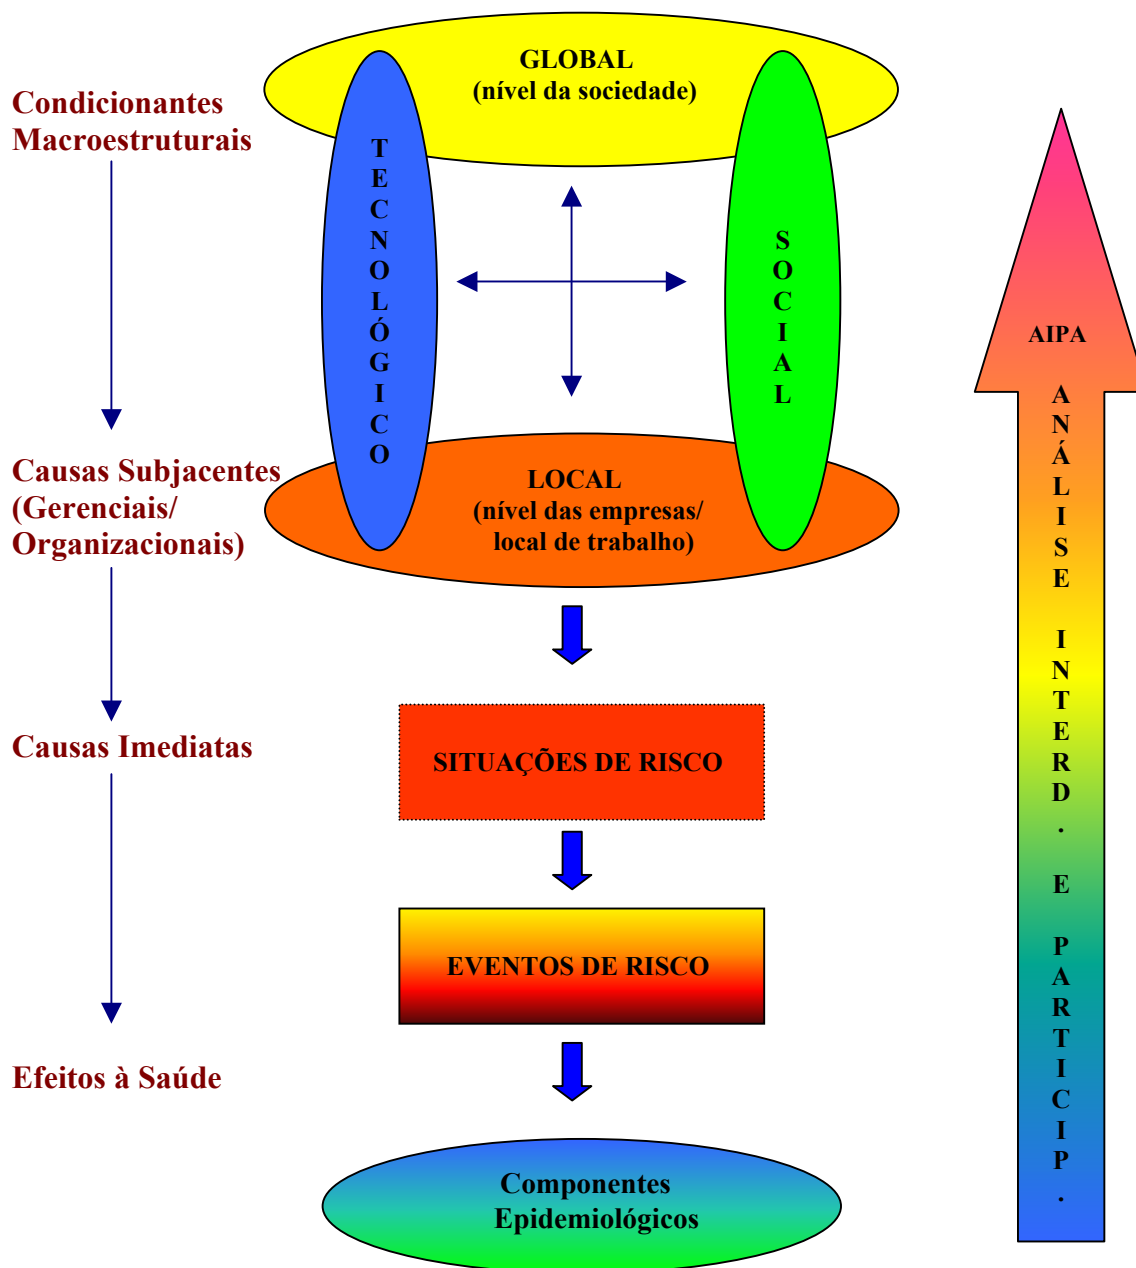 GLOBAL
(nível da sociedade)
Condicionantes
Macroestruturais
TECNOLÓGICO
SOCIAL
Causas Subjacentes
(Gerenciais/
Organizacionais)
LOCAL
(nível das empresas/
local de trabalho)
Causas Imediatas
SITUAÇÕES DE RISCO
EVENTOS DE RISCO
Efeitos à Saúde
Componentes
Epidemiológicos
AIPA
ANÁLISE INTERD. E PARTICIP.